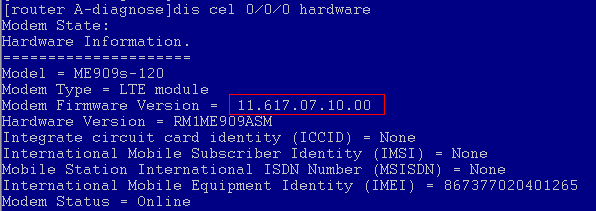 [router A-diagnose]dis cel 0/0/0 hardware
Modem State:
Hardware Information.
=====================
Model = ME909s-120
Modem Type = LTE module
Modem Firmware Version = 11.617.07.10.00
Hardware Version = RM1ME909ASM
Integrate circuit card identity (ICCID) = None
International Mobile Subscriber Identity (IMSI) = None
Mobile Station International ISDN Number (MSISDN) = None
International Mobile Equipment Identity (IMEI) = 867377020401265
Modem Status = Online